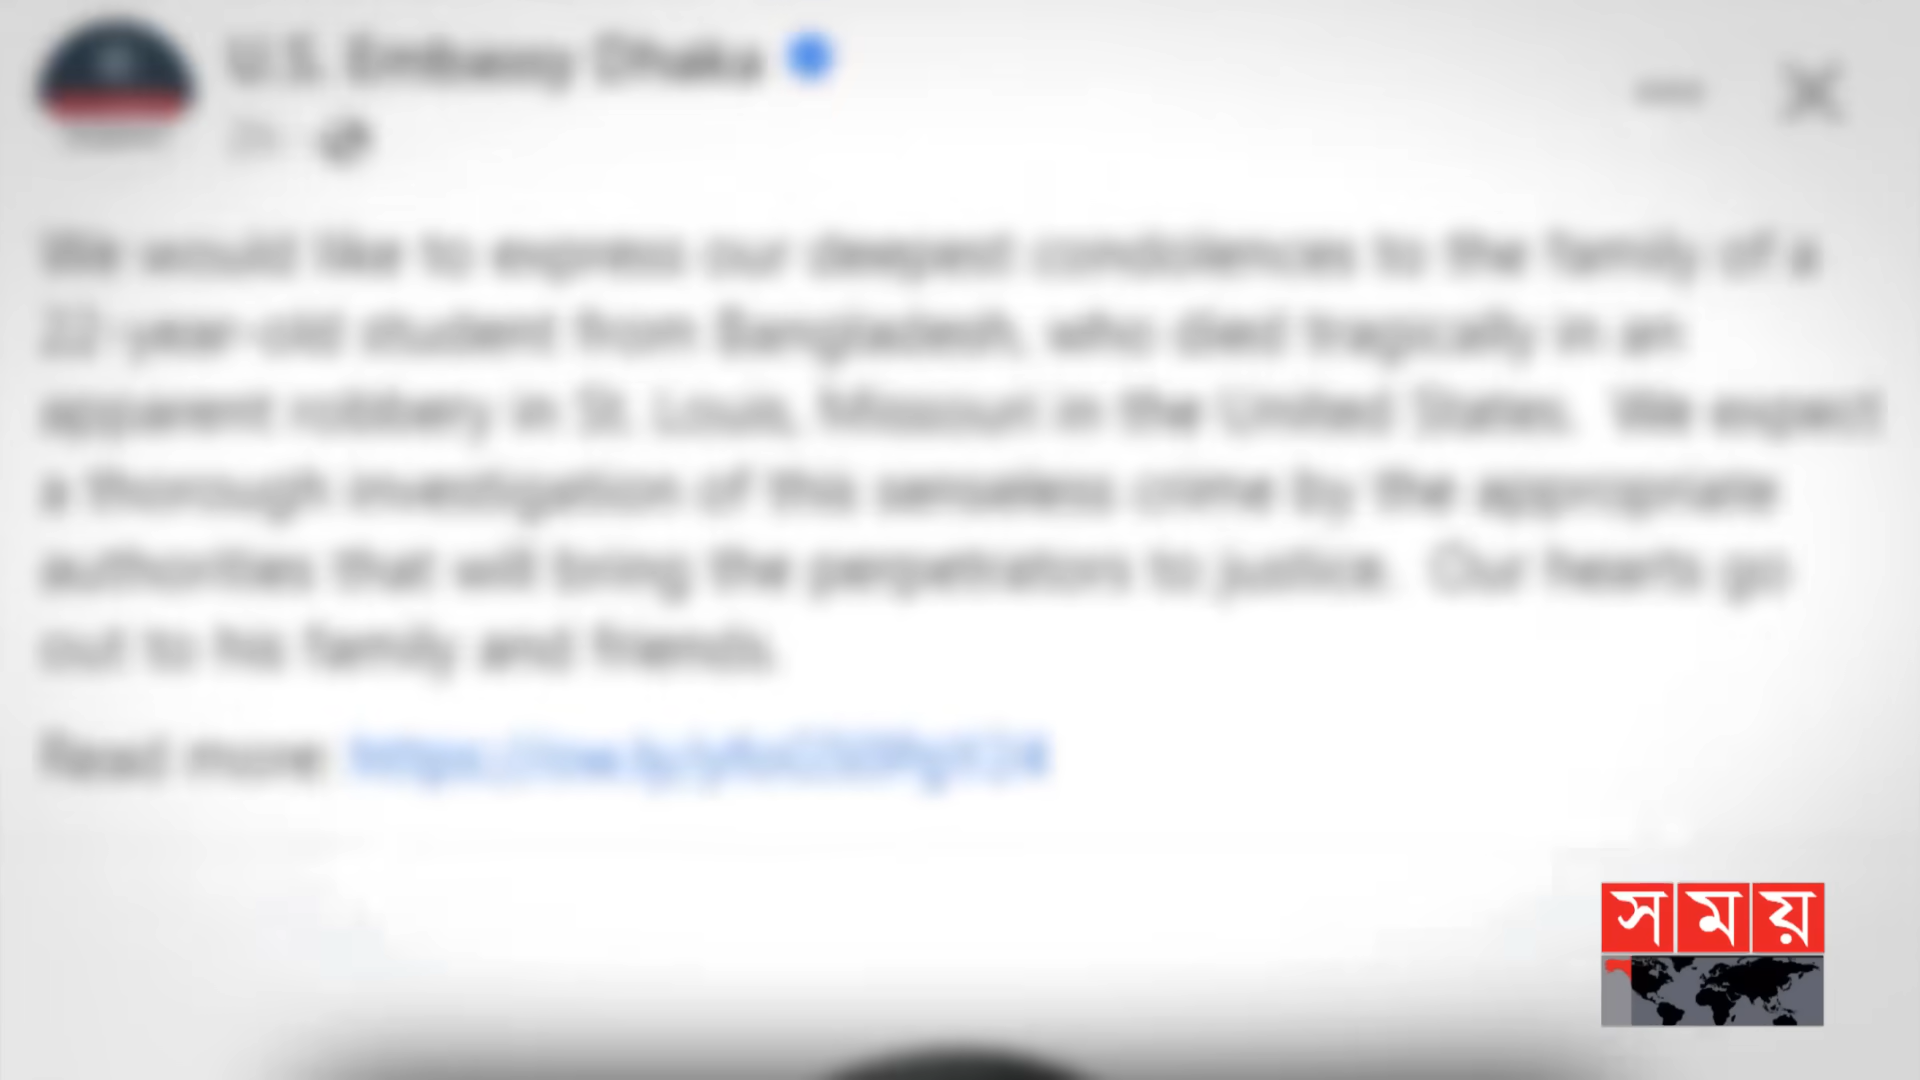 U.S. Embassy Dhaka
2h
We would like to express our deepest condolences to the family of a
22-year-old student from Bangladesh, who died tragically in an
apparent robbery in St. Louis, Missouri in the United States. We expect
a thorough investigation of this senseless crime by the appropriate
authorities that will bring the perpetrators to justice. Our hearts go
out to his family and friends.
Read more
সময়